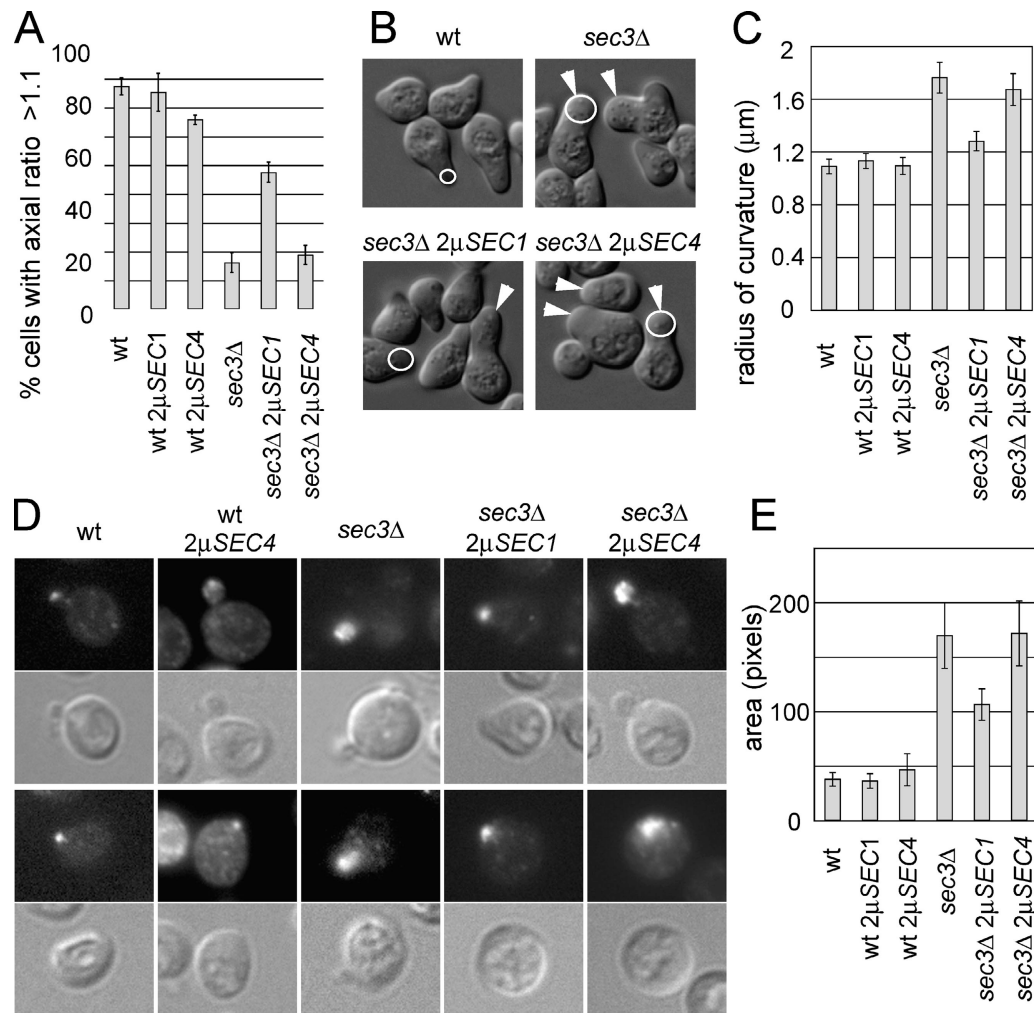 A
% cells with axial ratio >1.1
100
80
60
40
20
0
wt
wt 2μSEC1
wt 2μSEC4
sec3Δ
sec3Δ 2μSEC1
sec3Δ 2μSEC4
B
wt
sec3Δ
sec3Δ 2μSEC1
sec3Δ 2μSEC4
C
radius of curvature (μm)
2
1.6
1.2
0.8
0.4
0
wt
wt 2μSEC1
wt 2μSEC4
sec3Δ
sec3Δ 2μSEC1
sec3Δ 2μSEC4
D
wt
wt
2μSEC4
sec3Δ
sec3Δ
2μSEC1
sec3Δ
2μSEC4
E
area (pixels)
200
100
0
wt
wt 2μSEC1
wt 2μSEC4
sec3Δ
sec3Δ 2μSEC1
sec3Δ 2μSEC4